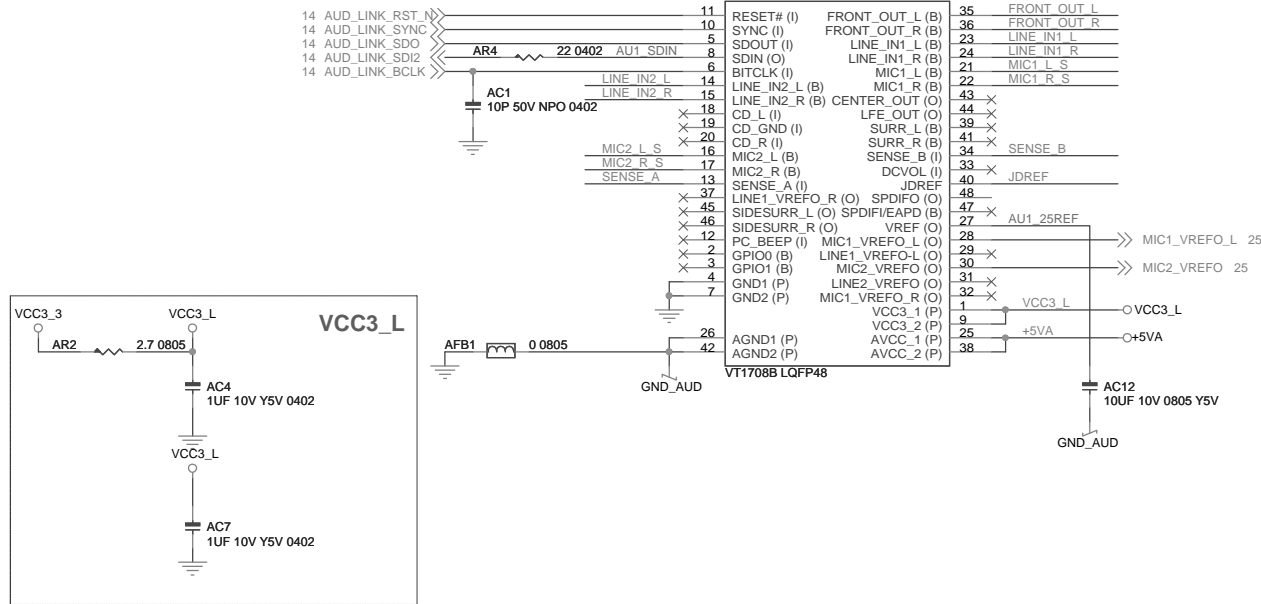 14 AUD_LINK_RST_N 11 RESET# (I) FRONT_OUT_L (B) 35 FRONT_OUT_L
14 AUD_LINK_SYNC 10 SYNC (I) FRONT_OUT_R (B) 36 FRONT_OUT_R
14 AUD_LINK_SDO 5 SDOUT (I) LINE_IN1_L (B) 23 LINE_IN1_L
14 AUD_LINK_SDI2 AR4 22 0402 AU1_SDIN 8 SDIN (O) LINE_IN1_R (B) 24 LINE_IN1_R
14 AUD_LINK_BCLK 6 BITCLK (I) MIC1_L (B) 21 MIC1_L_S
LINE_IN2_L 14 LINE_IN2_L (B) MIC1_R (B) 22 MIC1_R_S
AC1 LINE_IN2_R 15 LINE_IN2_R (B) CENTER_OUT (O) 43
10P 50V NPO 0402 18 CD_L (I) LFE_OUT (O) 44
19 CD_GND (I) SURR_L (B) 39
20 CD_R (I) SURR_R (B) 41
MIC2_L_S 16 MIC2_L (B) SENSE_B (I) 34 SENSE_B
MIC2_R_S 17 MIC2_R (B) DCVOL (I) 33
SENSE_A 13 SENSE_A (I) JDREF 40 JDREF
37 LINE1_VREFO_R (O) SPDIFO (O) 48
45 SIDESURR_L (O) SPDIFI/EAPD (B) 47
46 SIDESURR_R (O) VREF (O) 27 AU1_25REF
12 PC_BEEP (I) MIC1_VREFO_L (O) 28 MIC1_VREFO_L 25
2 GPIO0 (B) LINE1_VREFO-L (O) 29
3 GPIO1 (B) MIC2_VREFO (O) 30 MIC2_VREFO 25
4 GND1 (P) LINE2_VREFO (O) 31
7 GND2 (P) MIC1_VREFO_R (O) 32
VCC3_1 (P) 1 VCC3_L VCC3_L
VCC3_2 (P) 9
26 AGND1 (P) AVCC_1 (P) 25 +5VA +5VA
AFB1 0 0805 42 AGND2 (P) AVCC_2 (P) 38
VT1708B LQFP48
GND_AUD
AC12
10UF 10V 0805 Y5V
GND_AUD
VCC3_3 VCC3_L VCC3_L
AR2 2.7 0805
AC4
1UF 10V Y5V 0402
VCC3_L
AC7
1UF 10V Y5V 0402